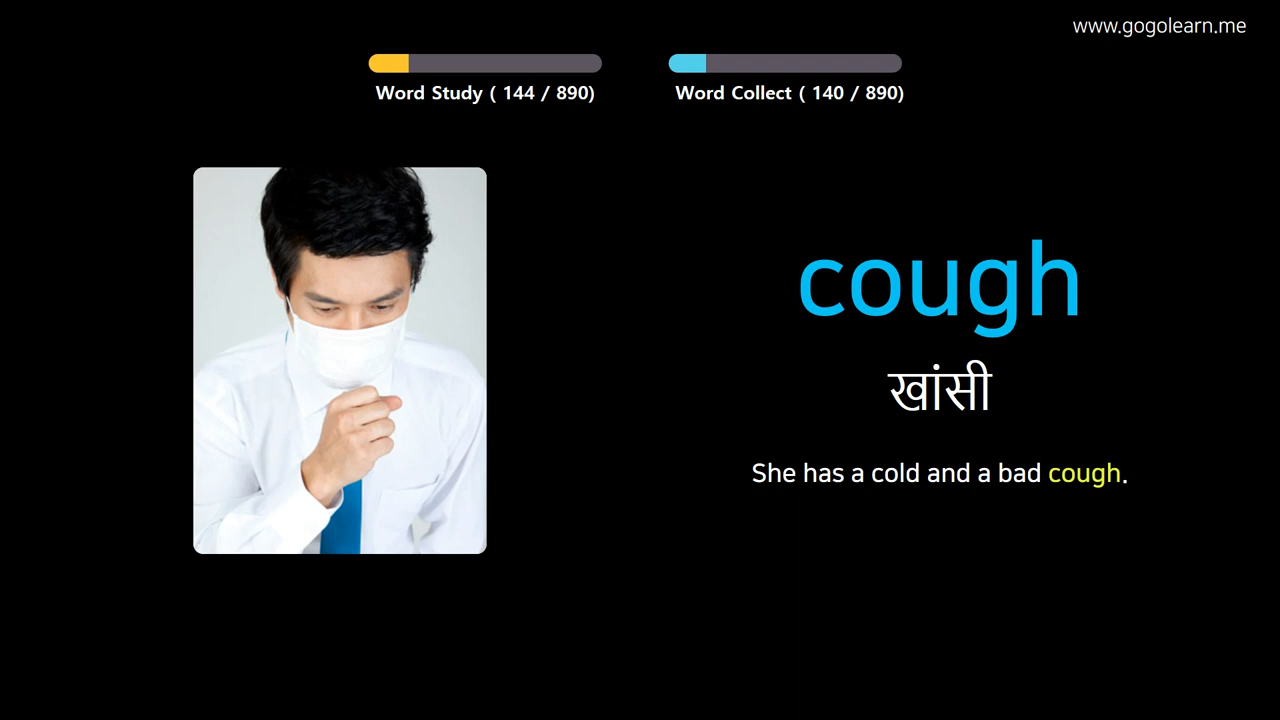 www.gogolearn.me
Word Study ( 144 / 890)
Word Collect ( 140 / 890)
cough
खांसी
She has a cold and a bad cough.